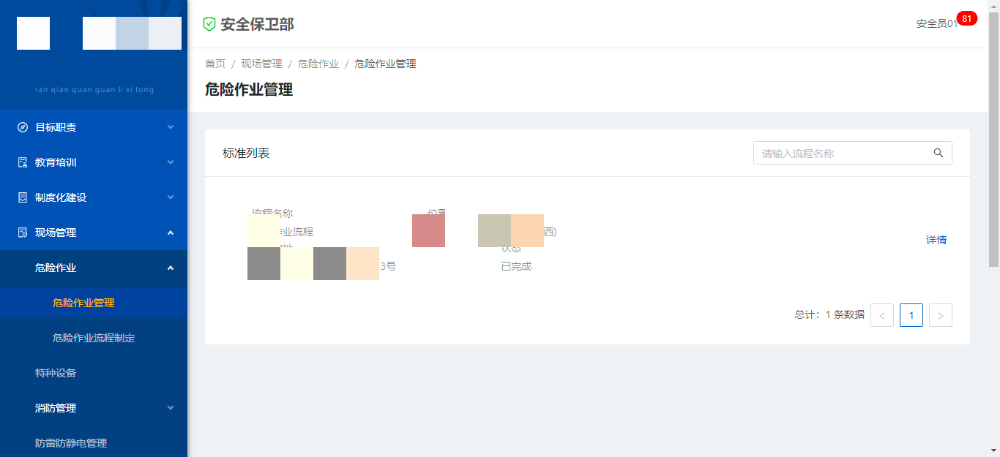 安全保卫部
安全员01
81
ran qian quan guan li xi tong
首页 / 现场管理 / 危险作业 / 危险作业管理
危险作业管理
目标职责
教育培训
制度化建设
现场管理
危险作业
危险作业管理
危险作业流程制定
特种设备
消防管理
防雷防静电管理
标准列表
请输入流程名称
流程名称
位置
业流程
西)
状态
3号
已完成
详情
总计: 1 条数据 < 1 >